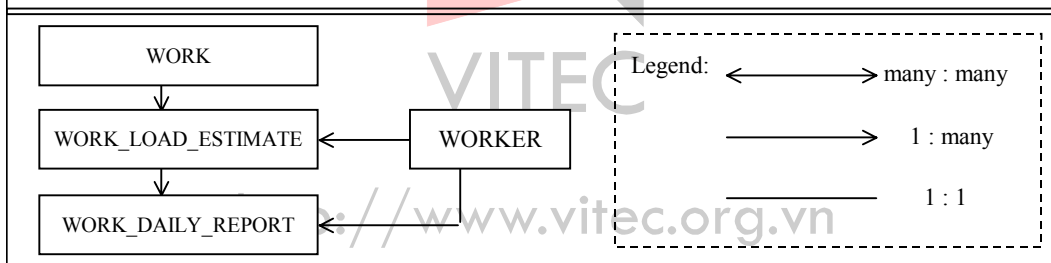 WORK
WORK_LOAD_ESTIMATE
WORKER
WORK_DAILY_REPORT
Legend:
many : many
1 : many
1 : 1
VITEC
://www.vitec.org.vn